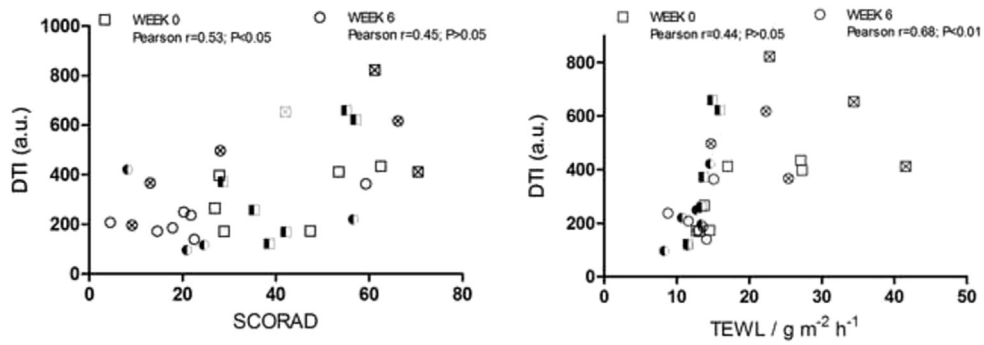 WEEK 0
Pearson r=0.53; P<0.05
WEEK 6
Pearson r=0.45; P>0.05
1000
800
600
400
200
0
DTI (a.u.)
0 20 40 60 80
SCORAD
WEEK 0
Pearson r=0.44; P>0.05
WEEK 6
Pearson r=0.68; P<0.01
800
600
400
200
0
DTI (a.u.)
0 10 20 30 40 50
TEWL / g m⁻² h⁻¹